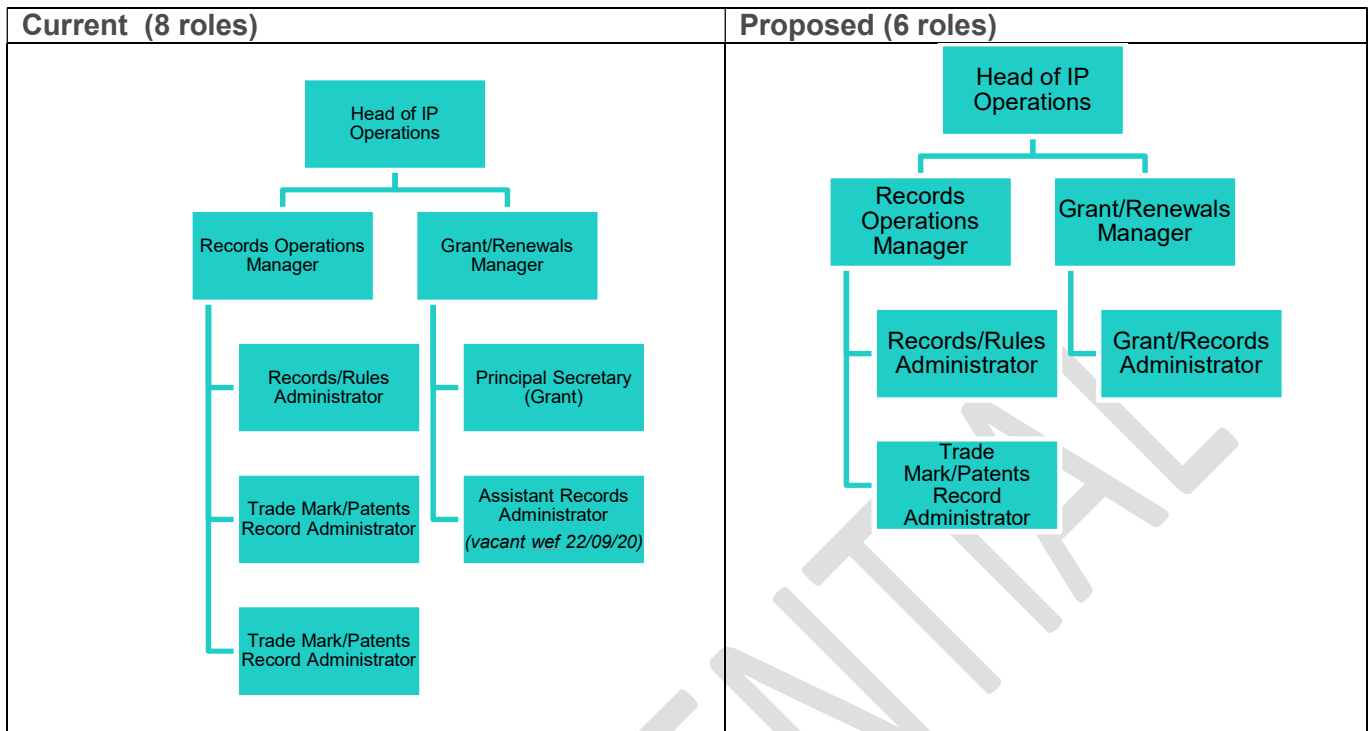 Current (8 roles)
Head of IP
Operations
Records Operations
Manager
Grant/Renewals
Manager
Records/Rules
Administrator
Principal Secretary
(Grant)
Trade Mark/Patents
Record Administrator
Assistant Records
Administrator
(vacant wef 22/09/20)
Trade Mark/Patents
Record Administrator
Proposed (6 roles)
Head of IP
Operations
Records
Operations
Manager
Grant/Renewals
Manager
Records/Rules
Administrator
Grant/Records
Administrator
Trade
Mark/Patents
Record
Administrator
ENTIAL